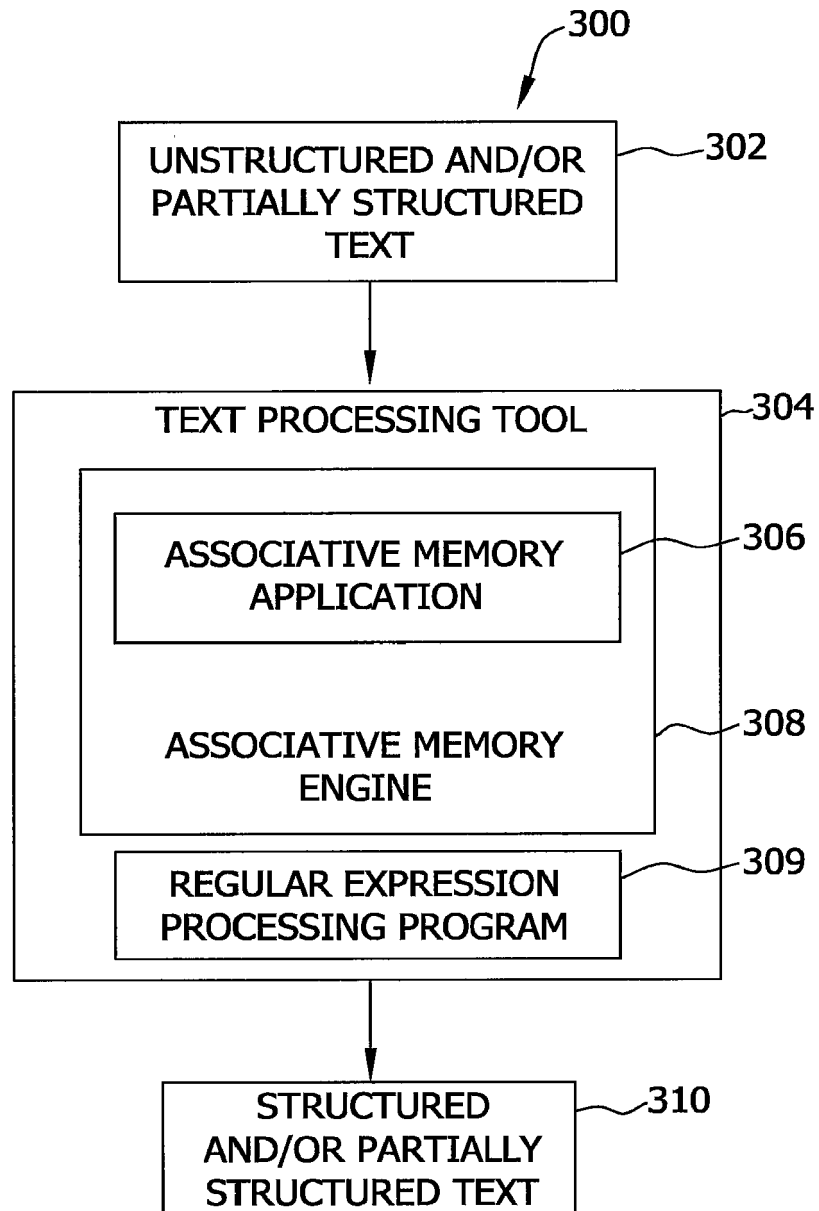 300
UNSTRUCTURED AND/OR
PARTIALLY STRUCTURED
TEXT
302
TEXT PROCESSING TOOL
304
ASSOCIATIVE MEMORY
APPLICATION
306
ASSOCIATIVE MEMORY
ENGINE
308
REGULAR EXPRESSION
PROCESSING PROGRAM
309
STRUCTURED
AND/OR PARTIALLY
STRUCTURED TEXT
310